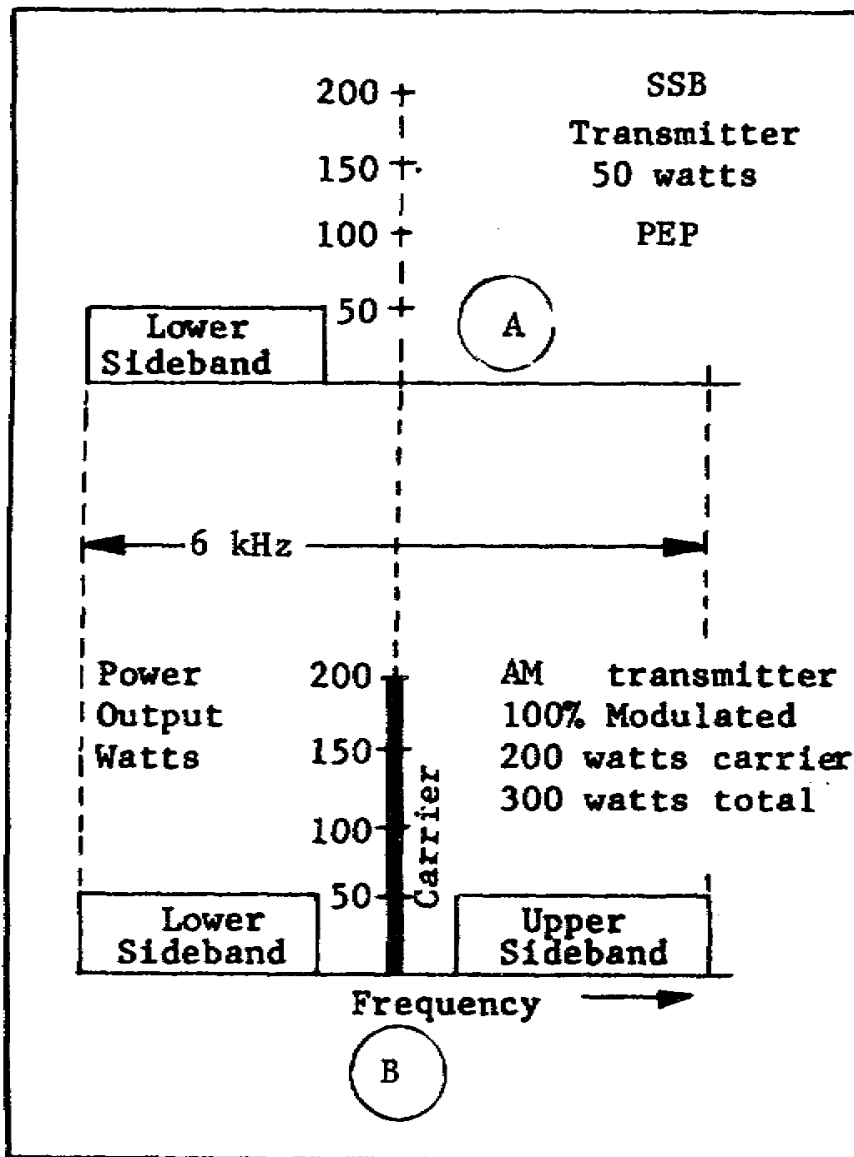 200
SSB
Transmitter
150
50 watts
100
PEP
50
Lower
Sideband
A
6 kHz
Power
Output
Watts
200
150
100
50
Carrier
AM transmitter
100% Modulated
200 watts carrier
300 watts total
Lower
Sideband
Upper
Sideband
Frequency
B